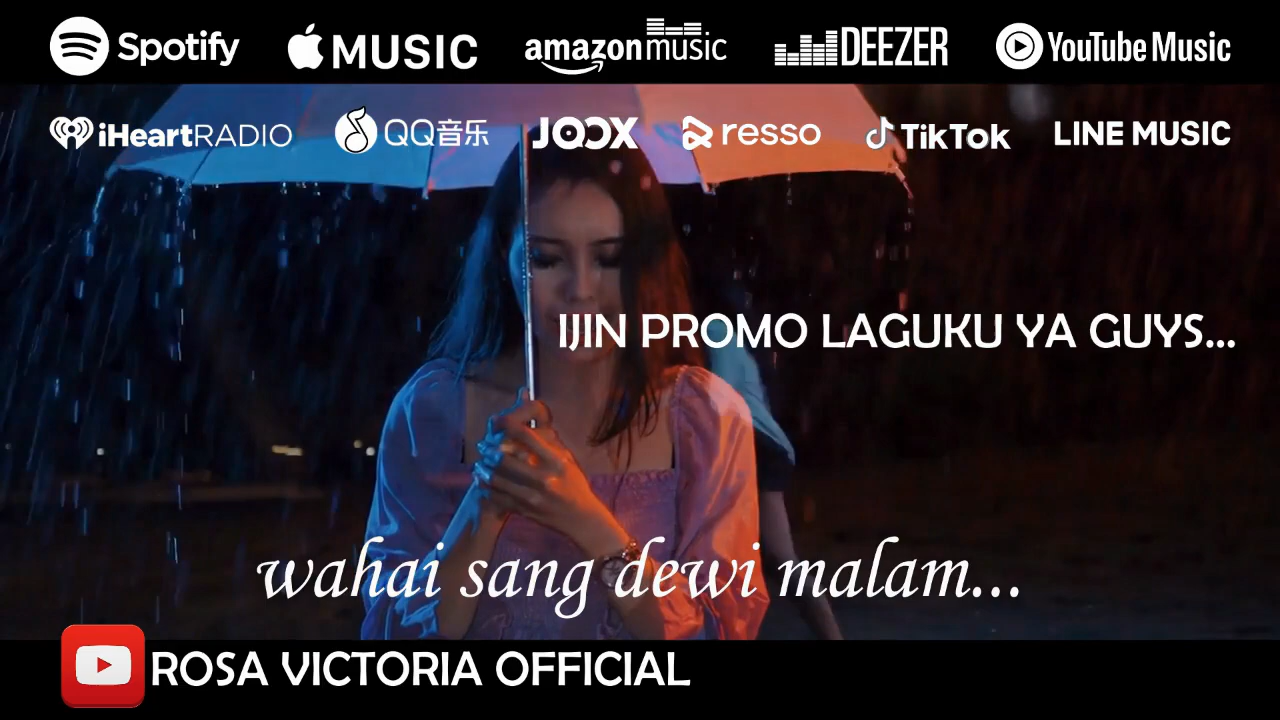 Spotify MUSIC amazon music DEEZER YouTube Music
iHeartRADIO QQ音乐 JOOX resso TikTok LINE MUSIC
IJIN PROMO LAGUKU YA GUYS...
wahai sang dewi malam...
ROSA VICTORIA OFFICIAL